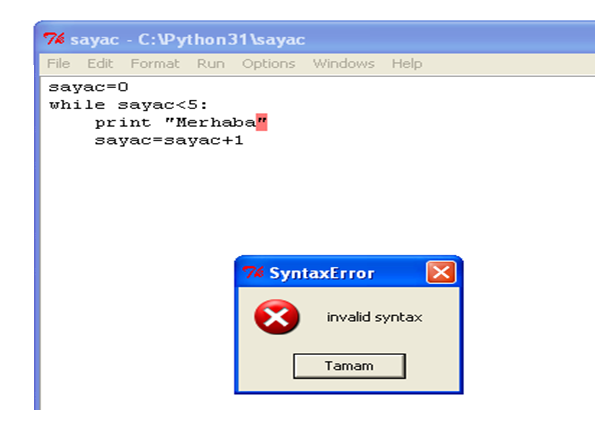 sayac - C:\Python31\sayac
File Edit Format Run Options Windows Help
sayac=0
while sayac<5:
    print "Merhaba"
    sayac=sayac+1
SyntaxError
invalid syntax
Tamam